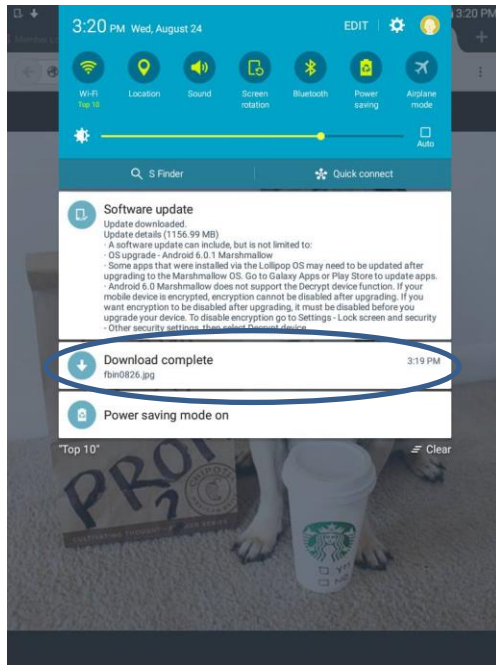 3:20 PM Wed, August 24 EDIT
3:20 PM
Wi-Fi Location Sound Screen rotation Bluetooth Power saving Airplane mode
Top 10
Auto
S Finder Quick connect
Software update
Update downloaded.
Update details (1156.99 MB)
· A software update can include, but is not limited to:
· OS upgrade - Android 6.0.1 Marshmallow
· Some apps that were installed via the Lollipop OS may need to be updated after
upgrading to the Marshmallow OS. Go to Galaxy Apps or Play Store to update apps.
· Android 6.0 Marshmallow does not support the Decrypt device function. If your
mobile device is encrypted, encryption cannot be disabled after upgrading. If you
want encryption to be disabled after upgrading, it must be disabled before you
upgrade your device. To disable encryption go to Settings - Lock screen and security
- Other security settings, then select Decrypt device.
Download complete 3:19 PM
fbin0826.jpg
Power saving mode on
"Top 10" Clear
PROM
?
CHIPOTLE
YES
NO